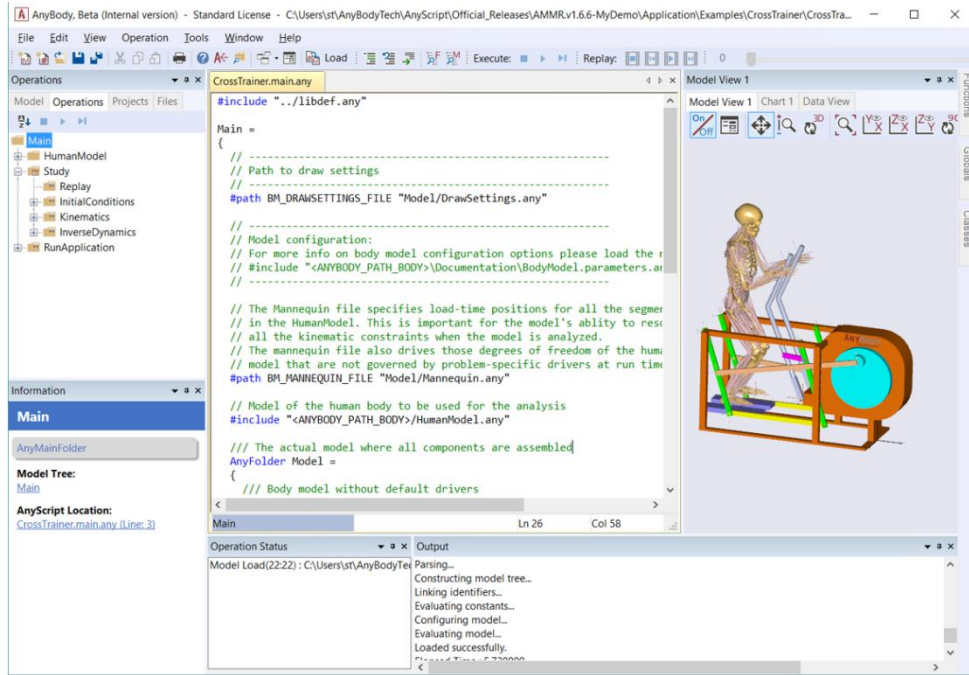 AnyBody, Beta (Internal version) - Standard License - C:\Users\st\AnyBodyTech\AnyScript\Official_Releases\AMMR.v1.6.6-MyDemo\Application\Examples\CrossTrainer\CrossTra...
File Edit View Operation Tools Window Help
Load Execute: Replay: 0
Operations
Model Operations Projects Files
Main
HumanModel
Study
Replay
InitialConditions
Kinematics
InverseDynamics
RunApplication
Information
Main
AnyMainFolder
Model Tree:
Main
AnyScript Location:
CrossTrainer.main.any (Line: 3)
CrossTrainer.main.any
#include "../libdef.any"
Main =
{
// -------------------------------------------------------
// Path to draw settings
// -------------------------------------------------------
#path BM_DRAWSETTINGS_FILE "Model/DrawSettings.any"
// -------------------------------------------------------
// Model configuration:
// For more info on body model configuration options please load the
// #include "<ANYBODY_PATH_BODY>\Documentation\BodyModel.parameters.an
// -------------------------------------------------------
// The Mannequin file specifies load-time positions for all the segmen
// in the HumanModel. This is important for the model's ablity to reso
// all the kinematic constraints when the model is analyzed.
// The mannequin file also drives those degrees of freedom of the huma
// model that are not governed by problem-specific drivers at run time
#path BM_MANNEQUIN_FILE "Model/Mannequin.any"
// Model of the human body to be used for the analysis
#include "<ANYBODY_PATH_BODY>/HumanModel.any"
/// The actual model where all components are assembled
AnyFolder Model =
{
/// Body model without default drivers
Main Ln 26 Col 58
Model View 1
Model View 1 Chart 1 Data View
On Off 3D Y X Z X Z Y 90
ANYBODY
Functions
Globals
Classes
Operation Status
Model Load(22:22) : C:\Users\st\AnyBodyTec
Output
Parsing...
Constructing model tree...
Linking identifiers...
Evaluating constants...
Configuring model...
Evaluating model...
Loaded successfully.